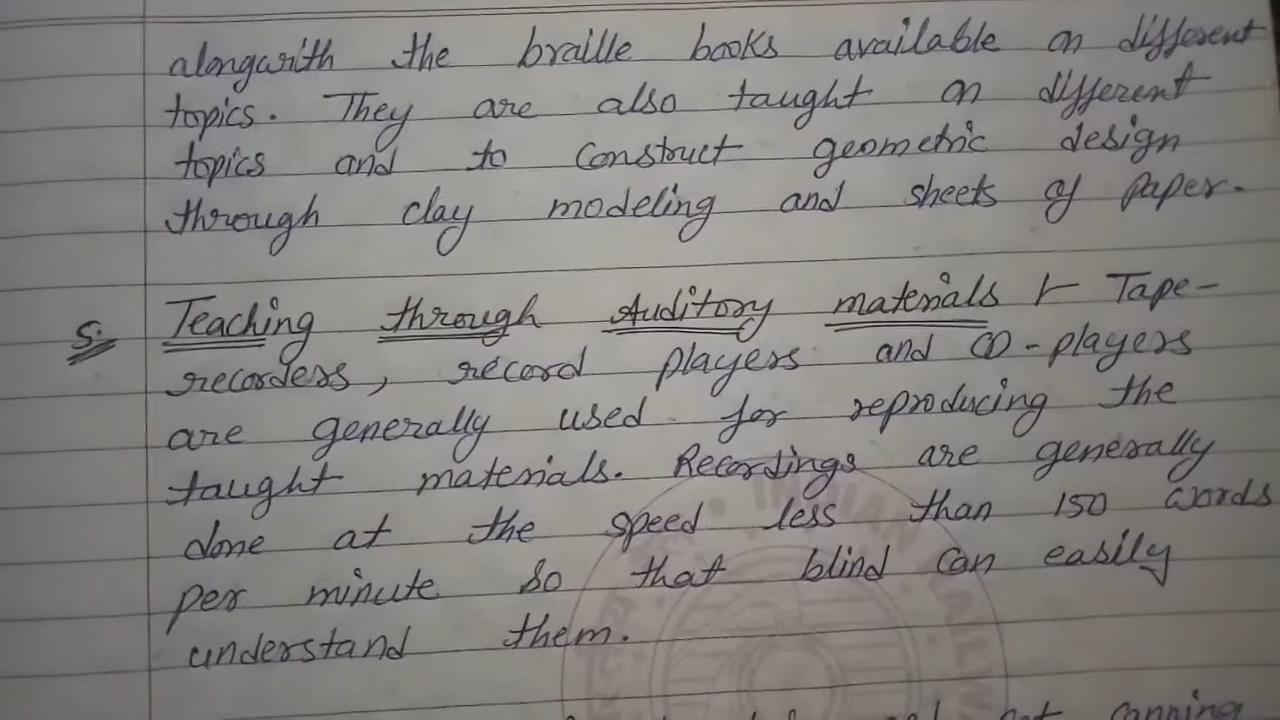 alongwith the braille books available on different
topics. They are also taught on different
topics and to construct geometric design
through clay modeling and sheets of paper.
5. Teaching through Auditory materials :- Tape-
recorders, record players and CD-players
are generally used for reproducing the
taught materials. Recordings are generally
done at the speed less than 150 words
per minute so that blind can easily
understand them.
INDIAN RAILW